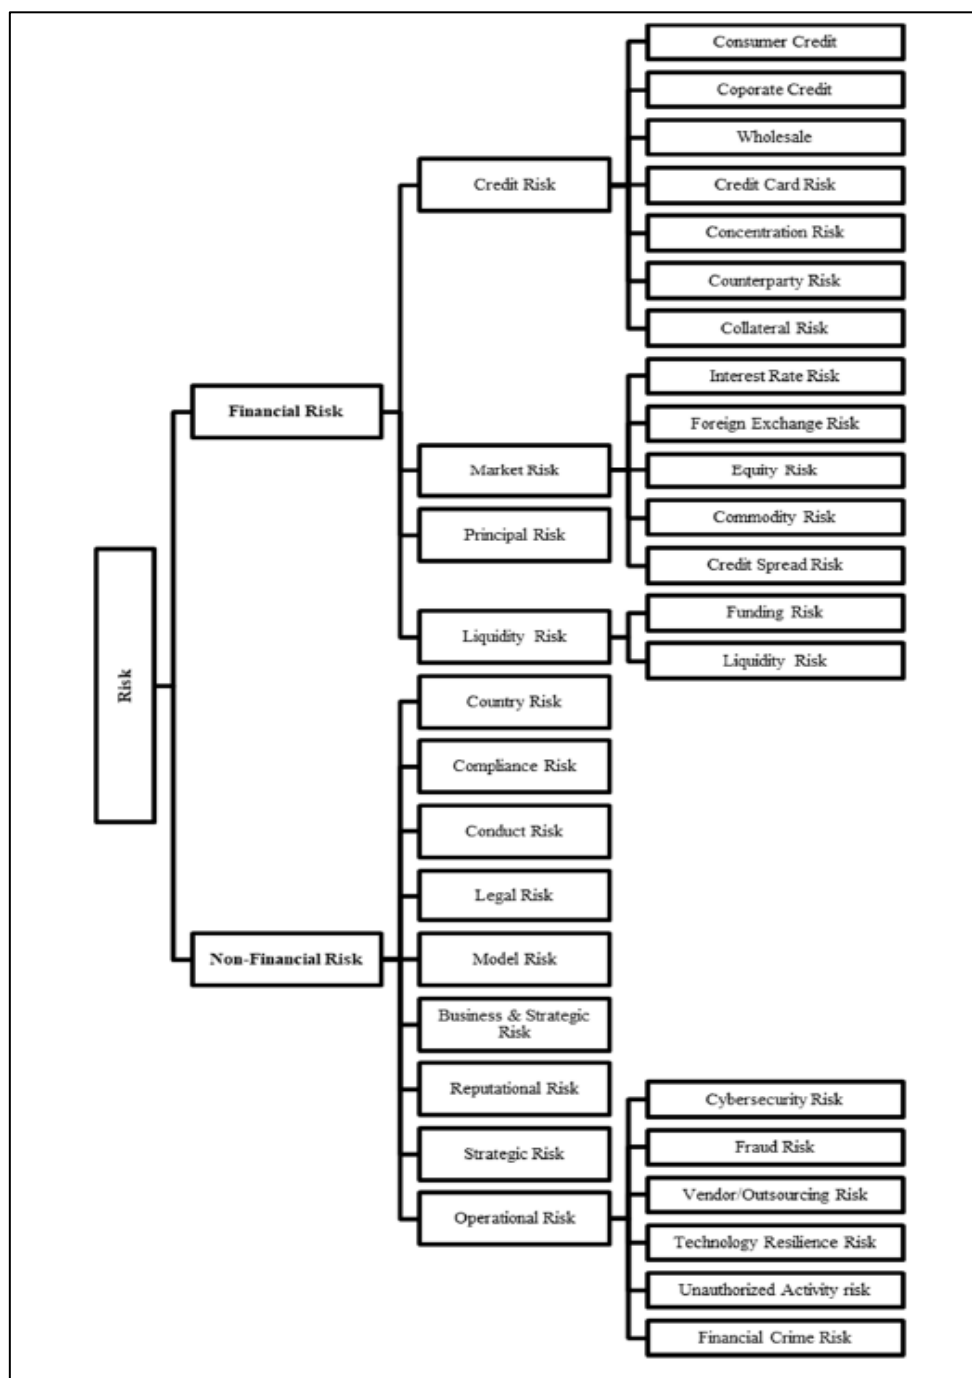 Consumer Credit
Coporate Credit
Wholesale
Credit Risk
Credit Card Risk
Concentration Risk
Counterparty Risk
Collateral Risk
Financial Risk
Interest Rate Risk
Foreign Exchange Risk
Market Risk
Equity Risk
Commodity Risk
Principal Risk
Credit Spread Risk
Liquidity Risk
Funding Risk
Liquidity Risk
Risk
Country Risk
Compliance Risk
Conduct Risk
Legal Risk
Non-Financial Risk
Model Risk
Business & Strategic
Risk
Reputational Risk
Strategic Risk
Operational Risk
Cybersecurity Risk
Fraud Risk
Vendor/Outsourcing Risk
Technology Resilience Risk
Unauthorized Activity risk
Financial Crime Risk